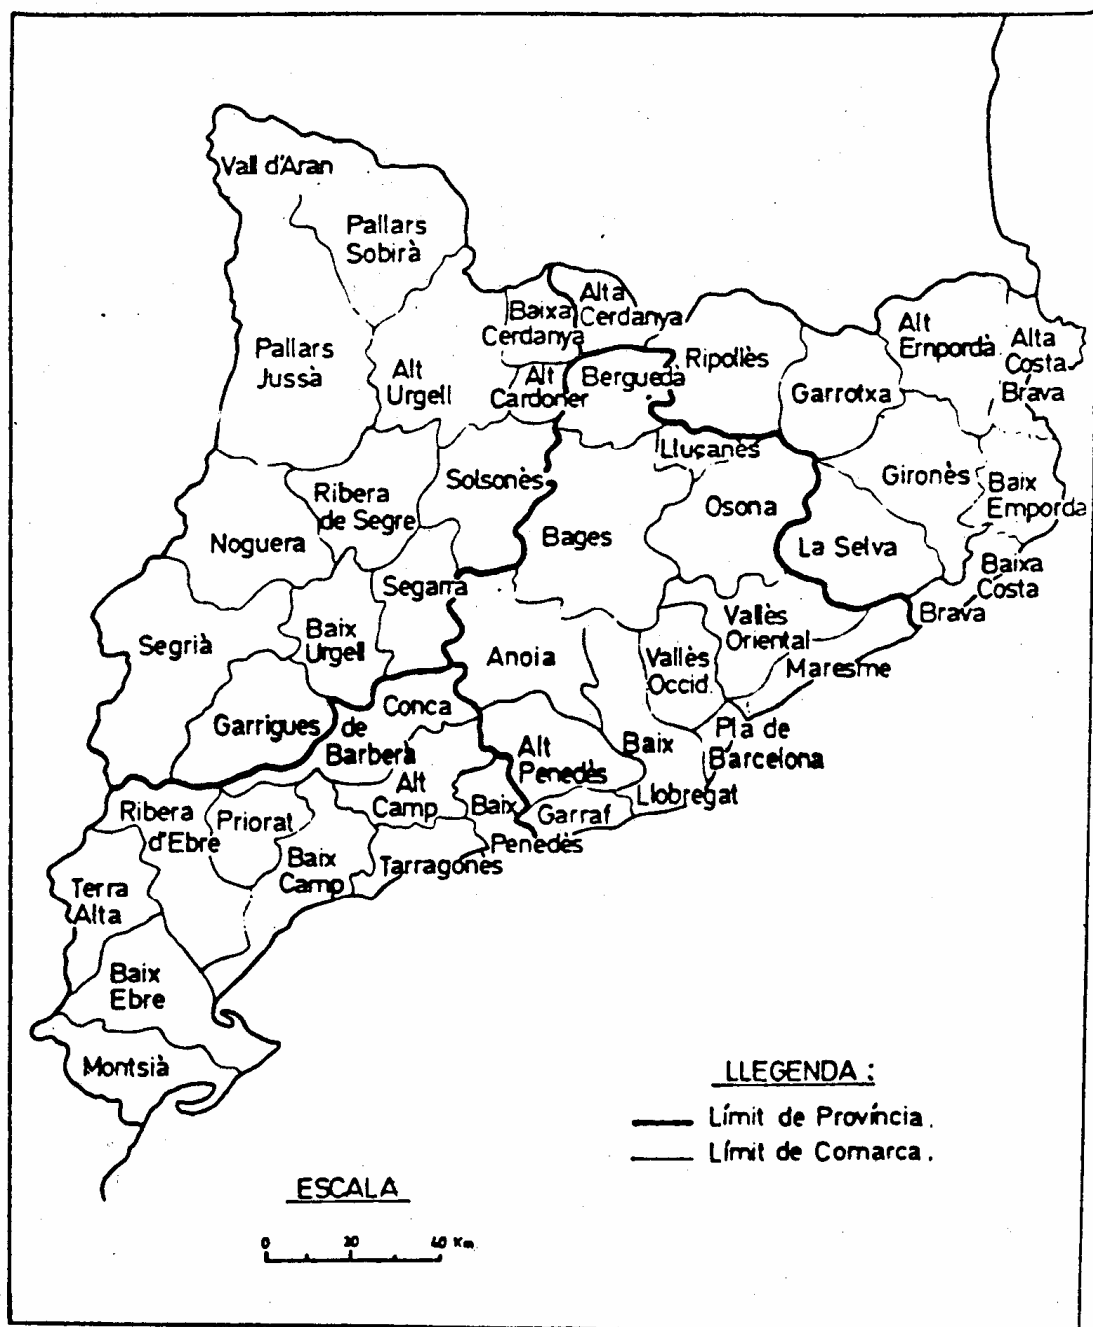 Vall d'Aran
Pallars
Sobirà
Pallars
Jussà
Alt
Urgell
Baixa
Cerdanya
Alta
Cerdanya
Alt
Cardoner
Berguedà
Ripollès
Garrotxa
Alt
Empordà
Alta
Costa
Brava
Lluçanès
Solsonès
Ribera
de Segre
Noguera
Bages
Osona
Gironès
Baix
Emporda
La Selva
Baixa
Costa
Brava
Segarra
Segrià
Baix
Urgell
Anoia
Vallès
Oriental
Vallès
Occid.
Maresme
Garrigues
Conca
de
Barberà
Alt
Penedès
Baix
Llobregat
Pla de
Barcelona
Alt
Camp
Baix
Penedès
Garraf
Ribera
d'Ebre
Priorat
Baix
Camp
Tarragonès
Terra
Alta
Baix
Ebre
Montsià
LLEGENDA :
Límit de Província.
Límit de Comarca.
ESCALA
0 20 40 Km.